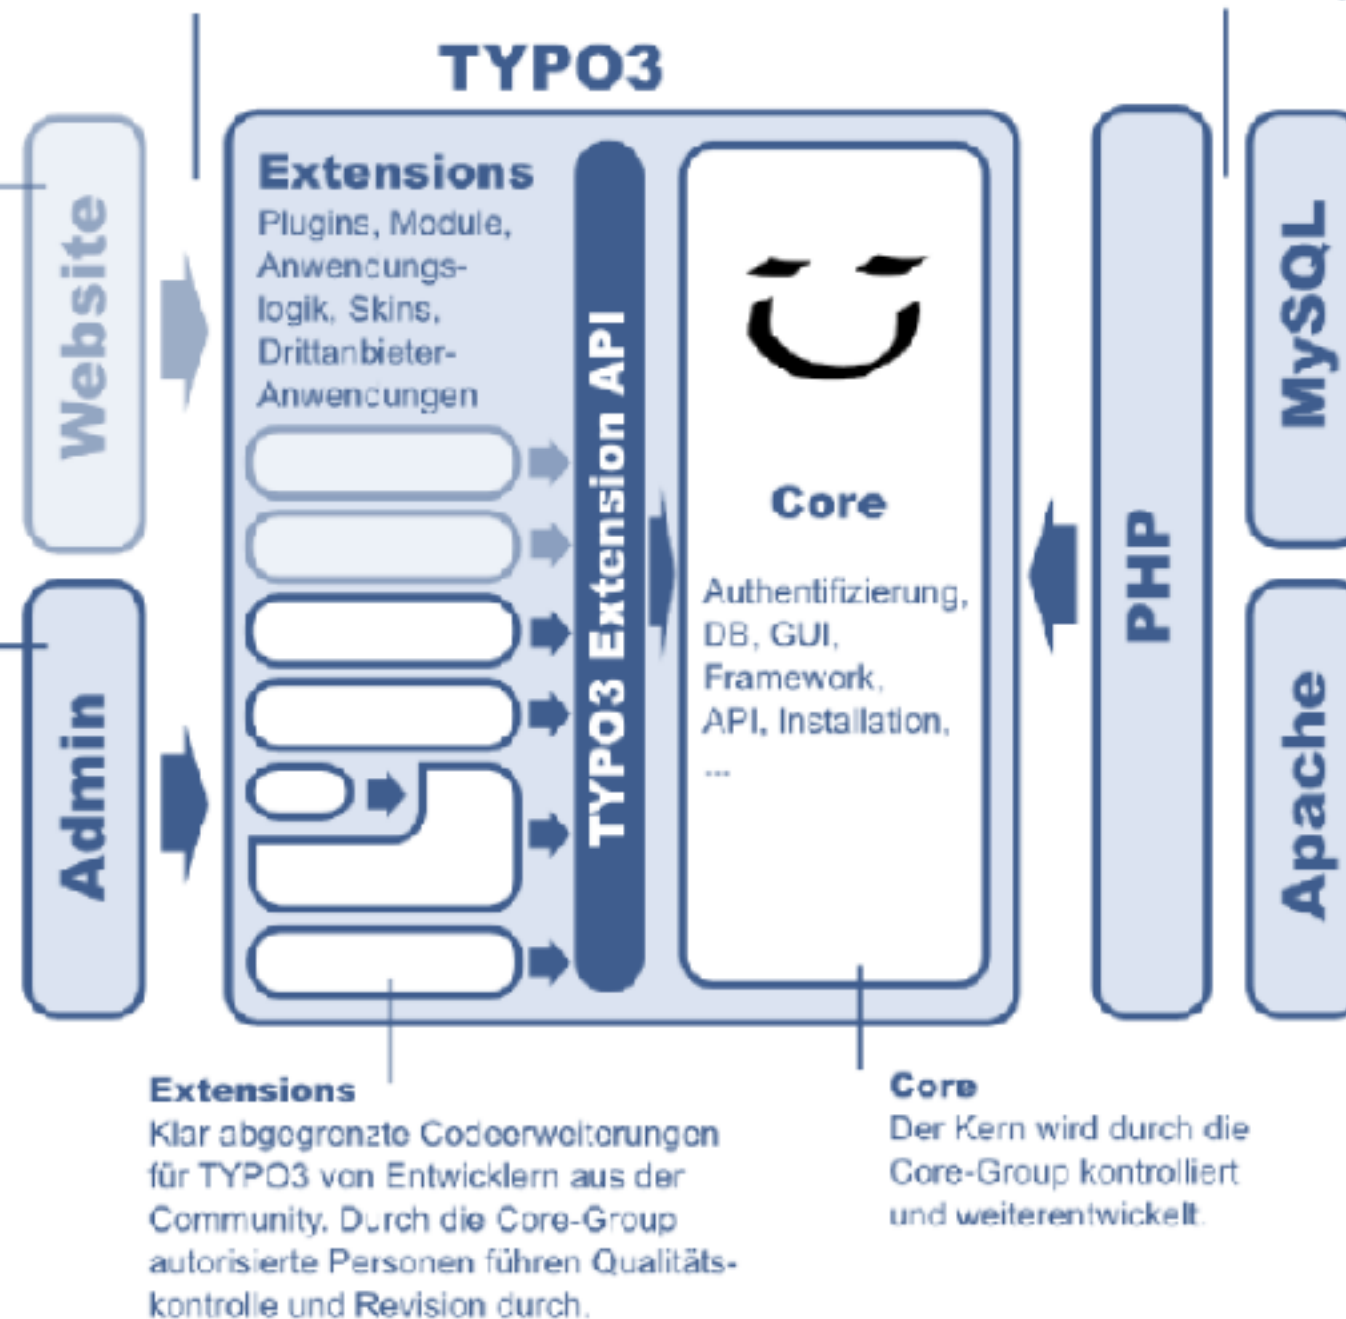 TYPO3
Website
Admin
Extensions
Plugins, Module,
Anwendungs-
logik, Skins,
Drittanbieter-
Anwendungen
TYPO3 Extension API
Core
Authentifizierung,
DB, GUI,
Framework,
API, Installation,
...
PHP
MySQL
Apache
Extensions
Klar abgegrenzte Codeerweiterungen
für TYPO3 von Entwicklern aus der
Community. Durch die Core-Group
autorisierte Personen führen Qualitäts-
kontrolle und Revision durch.
Core
Der Kern wird durch die
Core-Group kontrolliert
und weiterentwickelt.